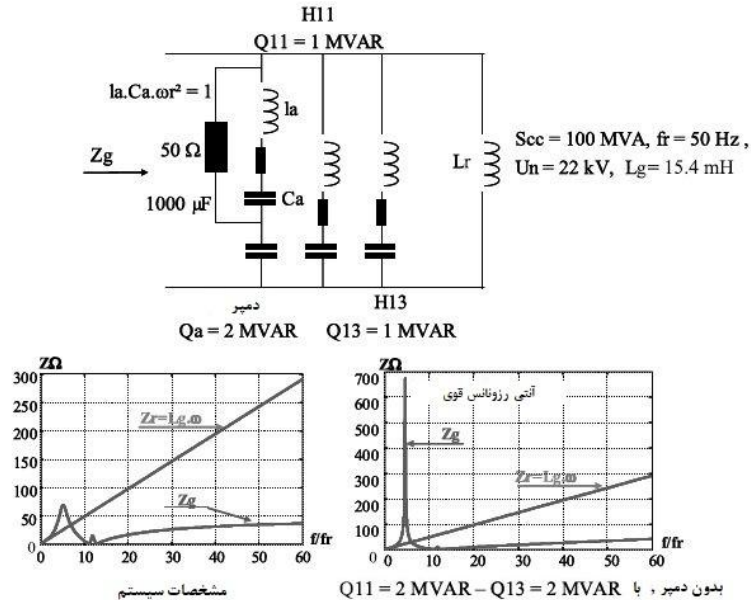 H11
Q11 = 1 MVAR
la.Ca.ωr² = 1
la
Zg
50 Ω
Lr
Scc = 100 MVA, fr = 50 Hz ,
Un = 22 kV, Lg= 15.4 mH
1000 µF
Ca
دمپر
H13
Qa = 2 MVAR
Q13 = 1 MVAR
ZΩ
300
250
200
150
100
50
0
Zr=Lg.ω
Zg
f/fr
0 10 20 30 40 50 60
مشخصات سیستم
ZΩ
700
600
500
400
300
200
100
0
آنتی رزونانس قوی
Zg
Zr=Lg.ω
f/fr
0 10 20 30 40 50 60
بدون دمپر , با Q11 = 2 MVAR – Q13 = 2 MVAR